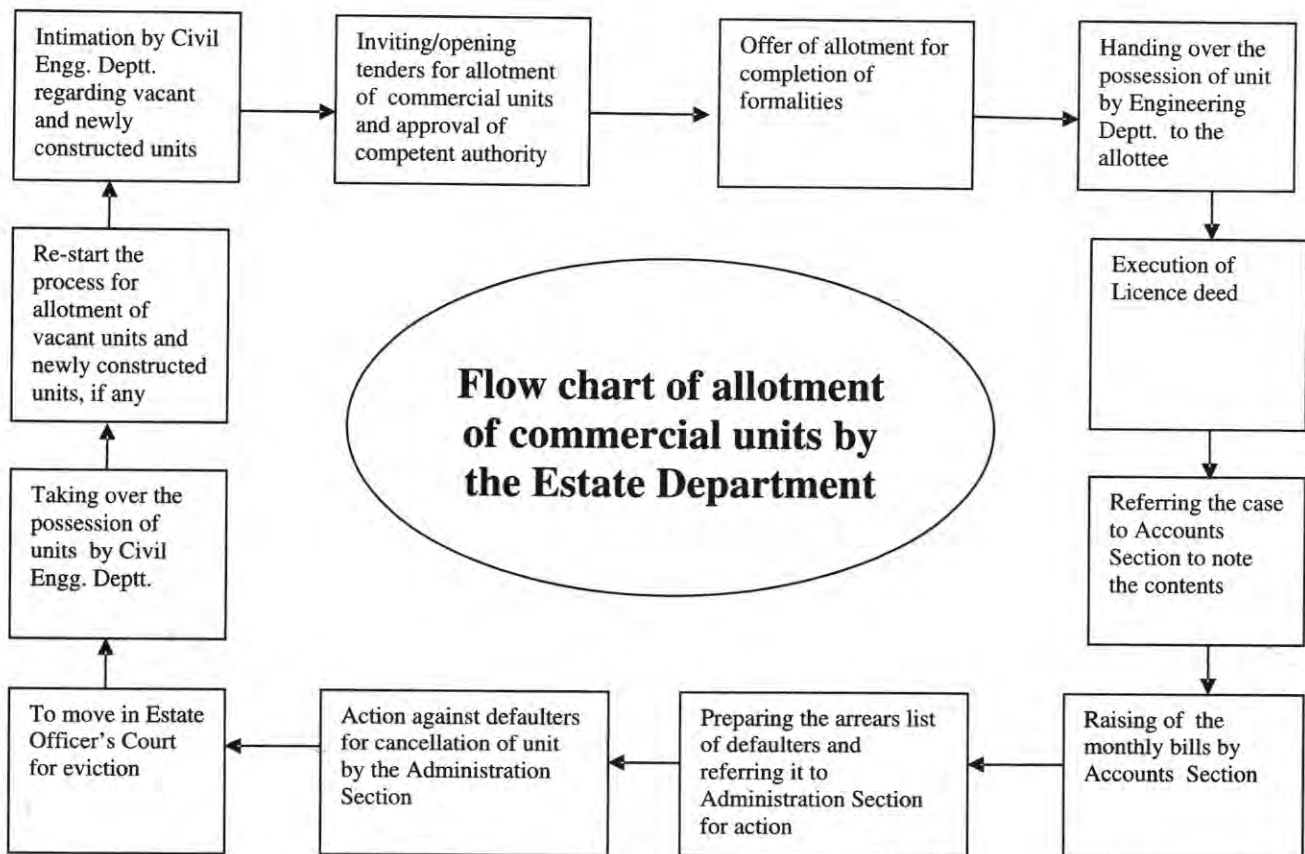 Intimation by Civil
Engg. Deptt.
regarding vacant
and newly
constructed units
Inviting/opening
tenders for allotment
of commercial units
and approval of
competent authority
Offer of allotment for
completion of
formalities
Handing over the
possession of unit
by Engineering
Deptt. to the
allottee
Execution of
Licence deed
Referring the case
to Accounts
Section to note
the contents
Raising of the
monthly bills by
Accounts Section
Preparing the arrears list
of defaulters and
referring it to
Administration Section
for action
Action against defaulters
for cancellation of unit
by the Administration
Section
To move in Estate
Officer's Court
for eviction
Taking over the
possession of
units by Civil
Engg. Deptt.
Re-start the
process for
allotment of
vacant units and
newly constructed
units, if any
Flow chart of allotment
of commercial units by
the Estate Department